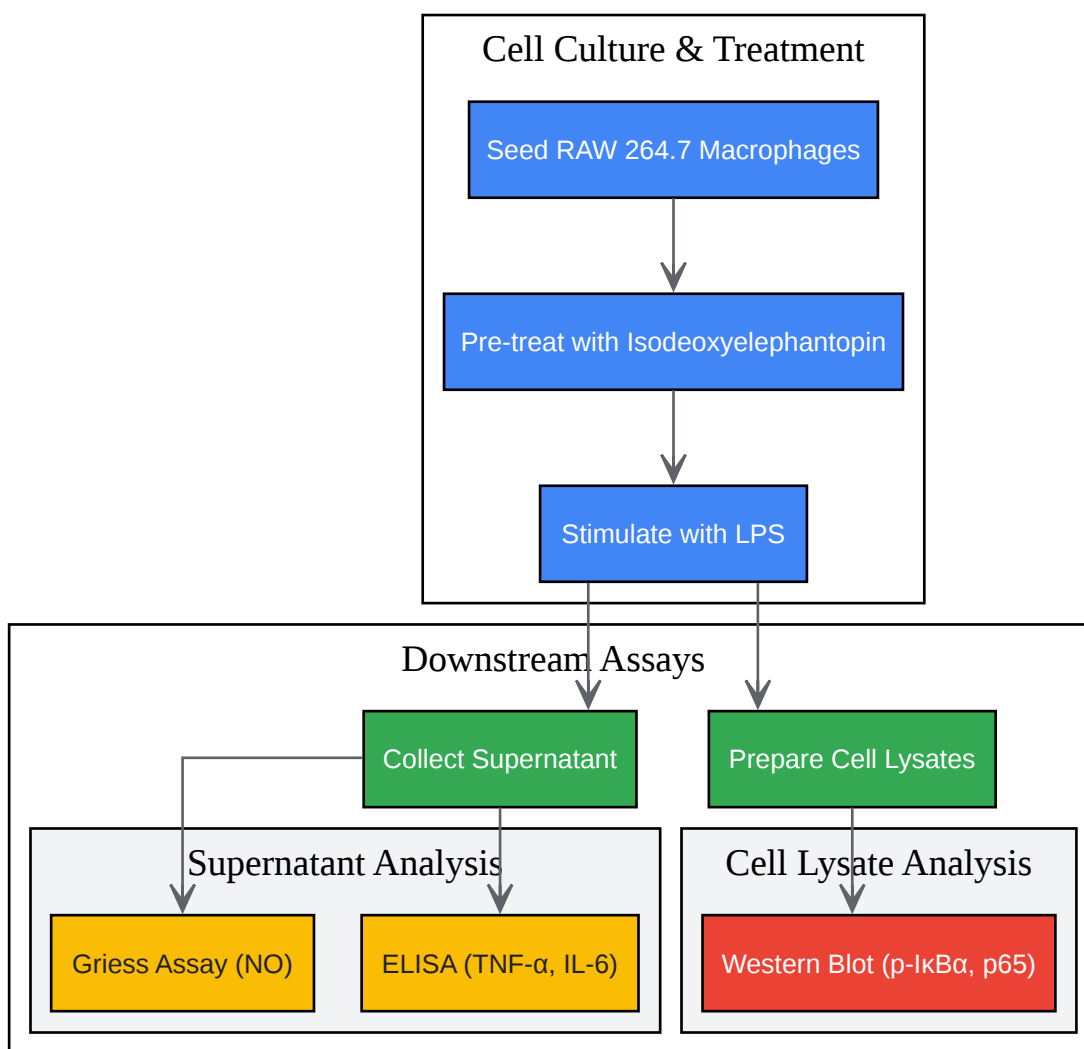 Cell Culture & Treatment
Seed RAW 264.7 Macrophages
Pre-treat with Isodeoxyelephantopin
Stimulate with LPS
Downstream Assays
Collect Supernatant
Prepare Cell Lysates
Supernatant Analysis
Cell Lysate Analysis
Griess Assay (NO)
ELISA (TNF-α, IL-6)
Western Blot (p-IκBα, p65)